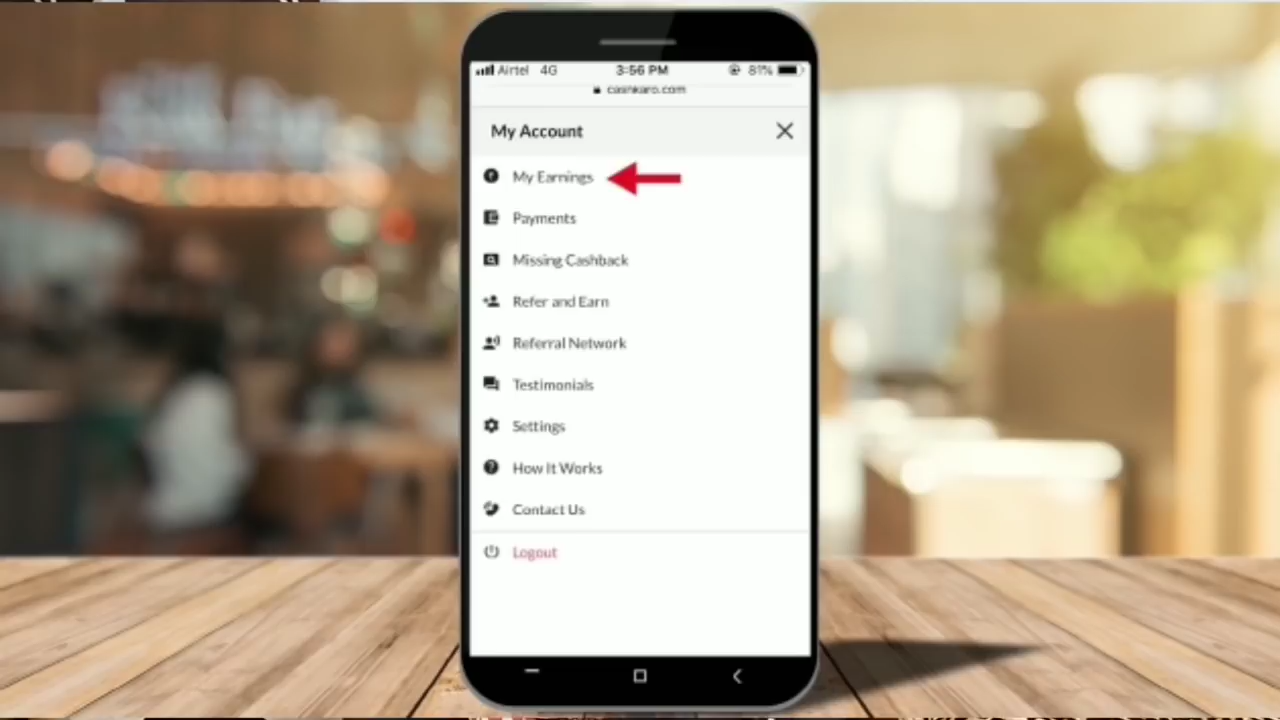 Airtel 4G 3:56 PM 81%
cashkaro.com
My Account
My Earnings
Payments
Missing Cashback
Refer and Earn
Referral Network
Testimonials
Settings
How It Works
Contact Us
Logout